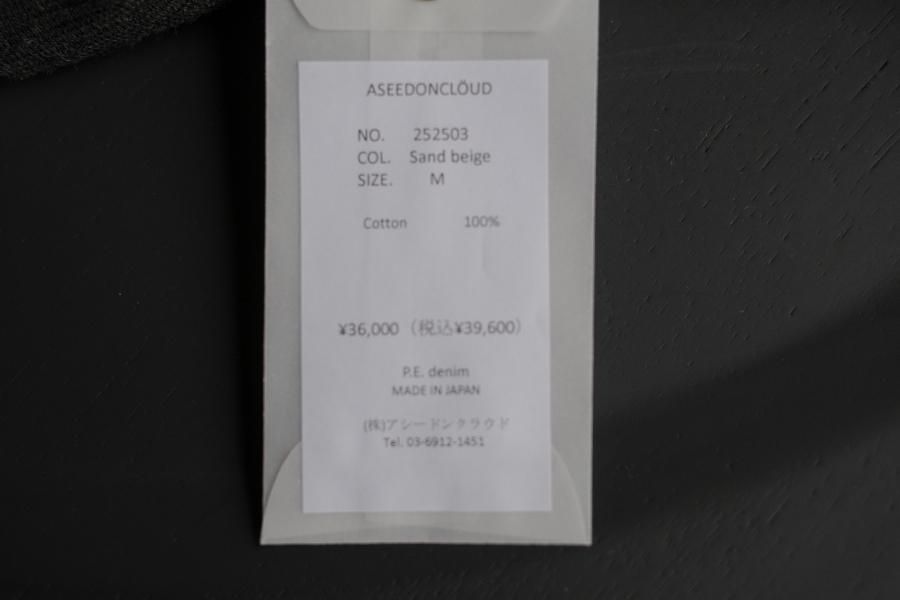 ASEEDONCLÖUD
NO. 252503
COL. Sand beige
SIZE. M
Cotton 100%
¥36,000 (税込¥39,600)
P.E. denim
MADE IN JAPAN
(株)アシードンクラウド
Tel. 03-6912-1451